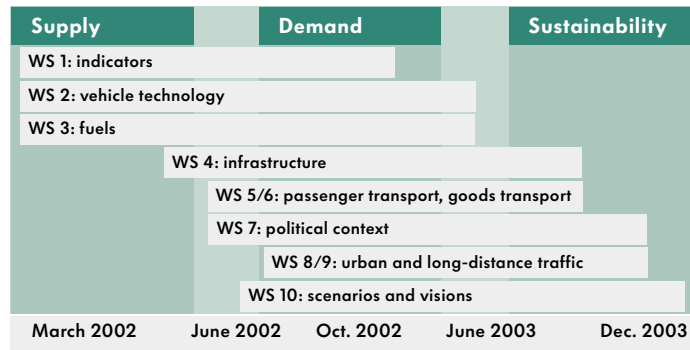 Supply Demand Sustainability
WS 1: indicators
WS 2: vehicle technology
WS 3: fuels
WS 4: infrastructure
WS 5/6: passenger transport, goods transport
WS 7: political context
WS 8/9: urban and long-distance traffic
WS 10: scenarios and visions
March 2002 June 2002 Oct. 2002 June 2003 Dec. 2003